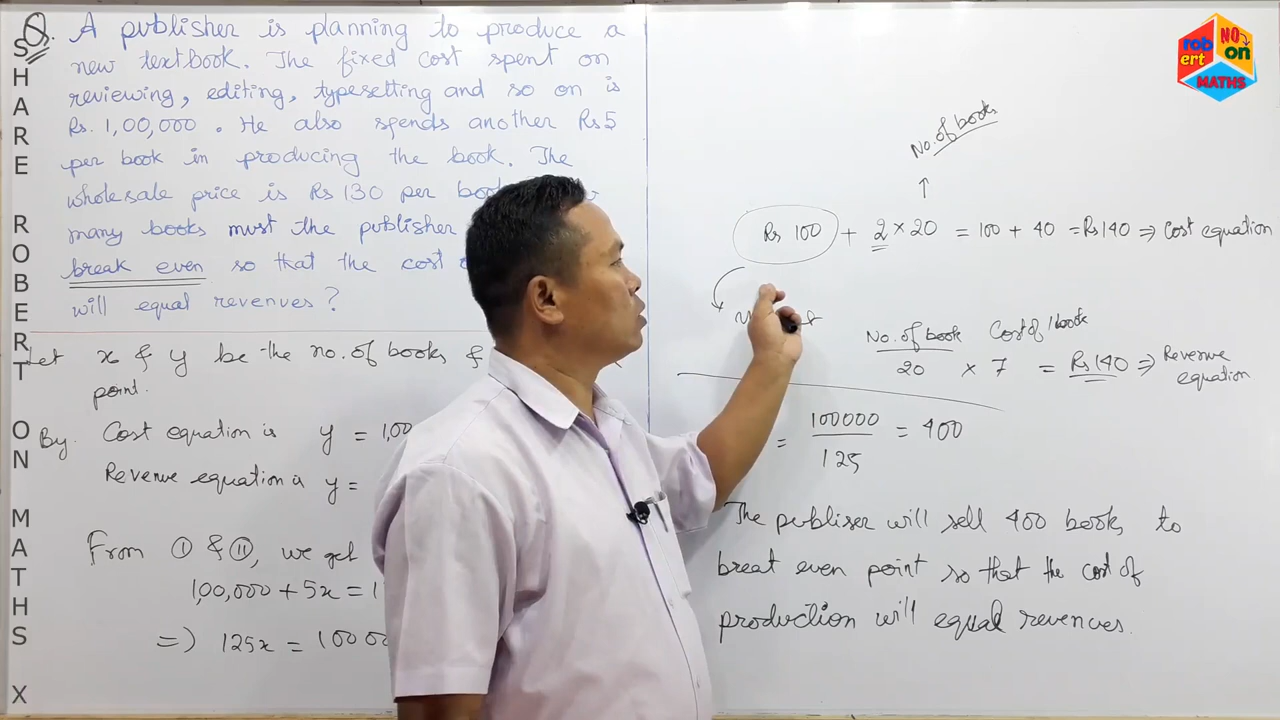 Q. A publisher is planning to produce a
new textbook. The fixed cost spent on
reviewing, editing, typesetting and so on is
Rs. 1,00,000. He also spends another Rs 5
per book in producing the book. The
wholesale price is Rs 130 per book
many books must the publisher
break even so that the cost
will equal revenues?
Let x & y be the no. of books &
point.
By. Cost equation is y = 1,00
Revenue equation is y =
From I & II, we get
1,00,000 + 5x = 1
=) 125x = 10000
No. of books
↑
Rs 100 + 2 × 20 = 100 + 40 = Rs 140 => Cost equation
No. of book Cost of 1 book
20 × 7 = Rs 140 => Revenue
equation
= 100000 / 125 = 400
The publiser will sell 400 books to
break even point so that the cost of
production will equal revenues.
SHARE ROBERT ON MATHS X
robert NO on MATHS